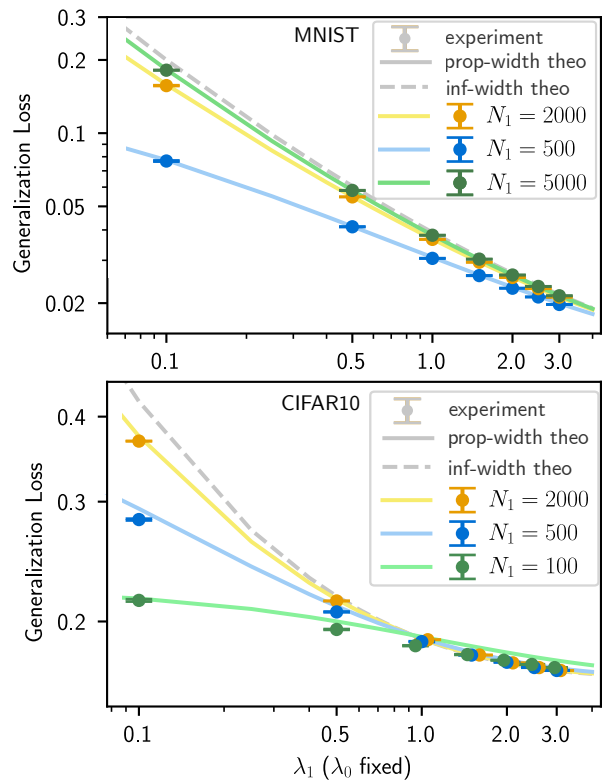 0.3
0.2
0.1
0.05
0.02
Generalization Loss
MNIST
experiment
prop-width theo
inf-width theo
N₁ = 2000
N₁ = 500
N₁ = 5000
0.1 0.5 1.0 2.0 3.0
0.4
0.3
0.2
Generalization Loss
CIFAR10
experiment
prop-width theo
inf-width theo
N₁ = 2000
N₁ = 500
N₁ = 100
0.1 0.5 1.0 2.0 3.0
λ₁ (λ₀ fixed)